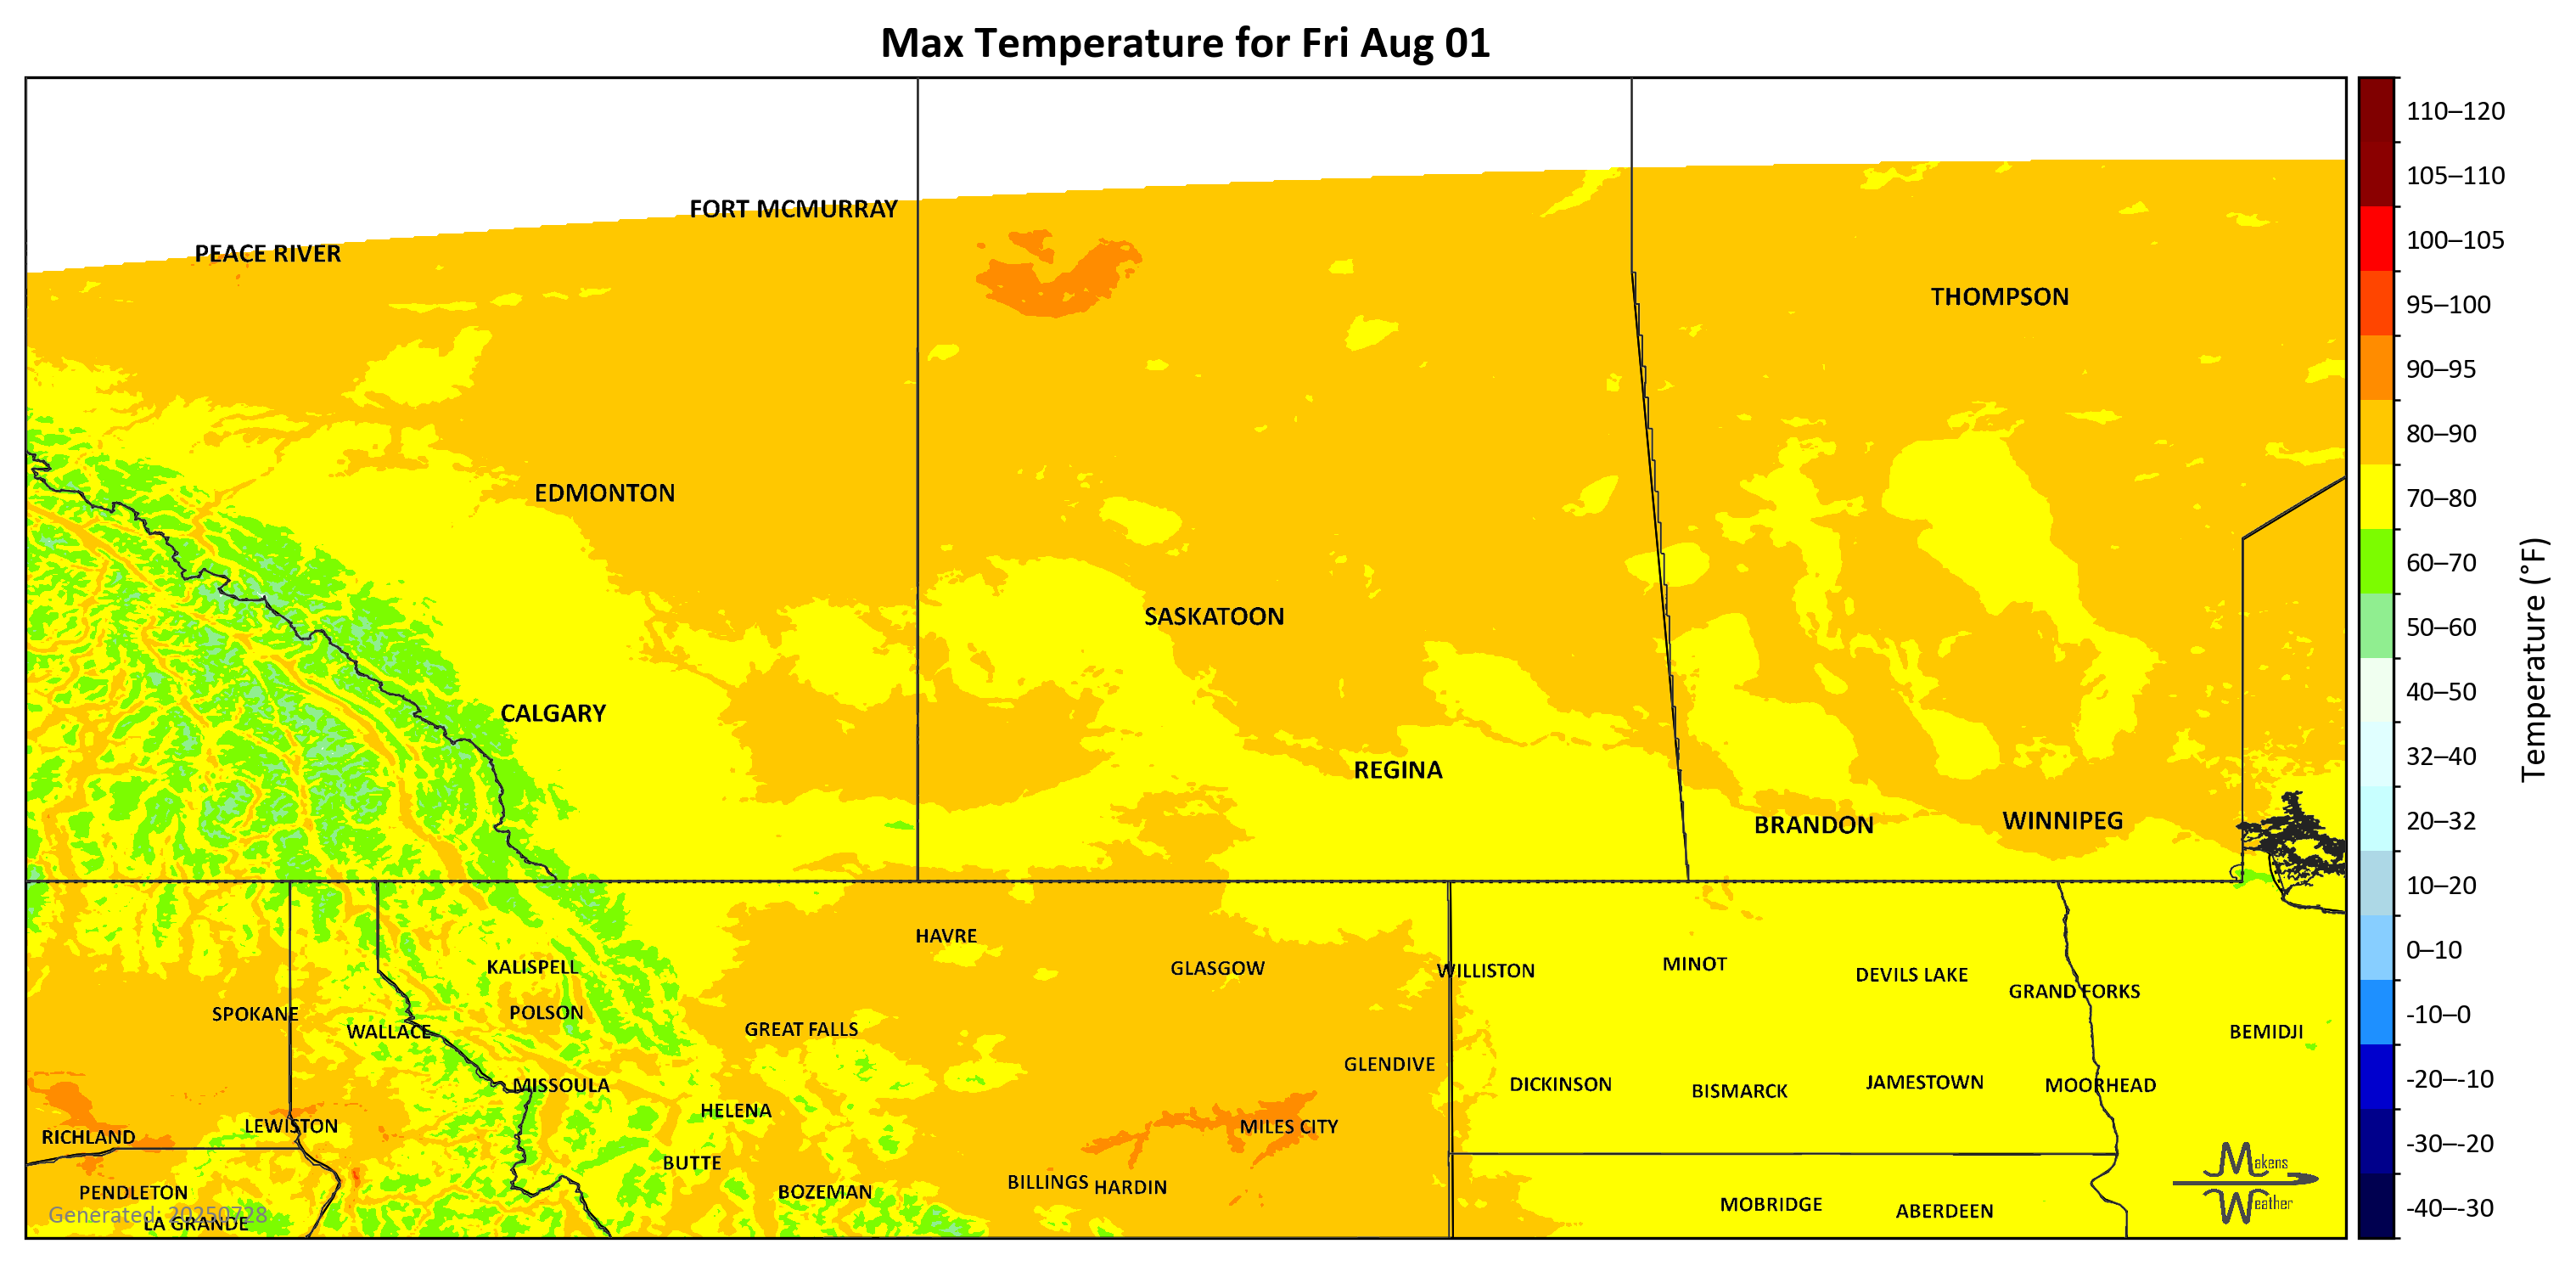 Max Temperature for Fri Aug 01
110–120
105–110
100–105
95–100
90–95
80–90
70–80
60–70
50–60
40–50
32–40
20–32
10–20
0–10
-10–0
-20–-10
-30–-20
-40–-30
Temperature (°F)
FORT MCMURRAY
PEACE RIVER
THOMPSON
EDMONTON
SASKATOON
CALGARY
REGINA
BRANDON
WINNIPEG
HAVRE
KALISPELL
GLASGOW
WILLISTON
MINOT
DEVILS LAKE
GRAND FORKS
SPOKANE
POLSON
WALLACE
GREAT FALLS
BEMIDJI
GLENDIVE
MISSOULA
DICKINSON
BISMARCK
JAMESTOWN
MOORHEAD
HELENA
LEWISTON
MILES CITY
RICHLAND
BUTTE
BILLINGS
HARDIN
PENDLETON
BOZEMAN
MOBRIDGE
ABERDEEN
LA GRANDE
Generated: 20250728
Makens
Weather